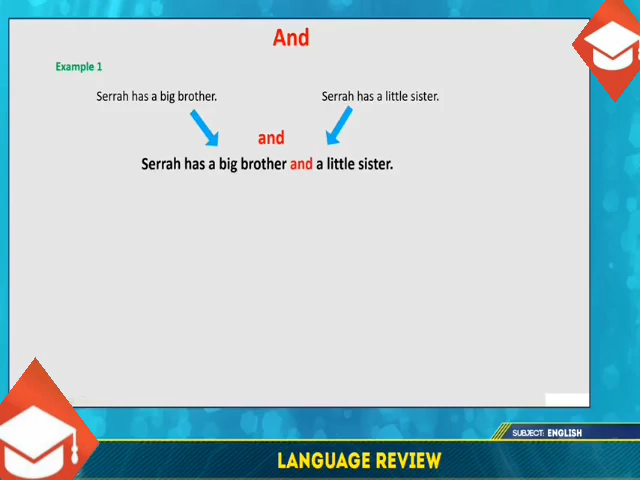 And
Example 1
Serrah has a big brother. Serrah has a little sister.
and
Serrah has a big brother and a little sister.
SUBJECT: ENGLISH
LANGUAGE REVIEW